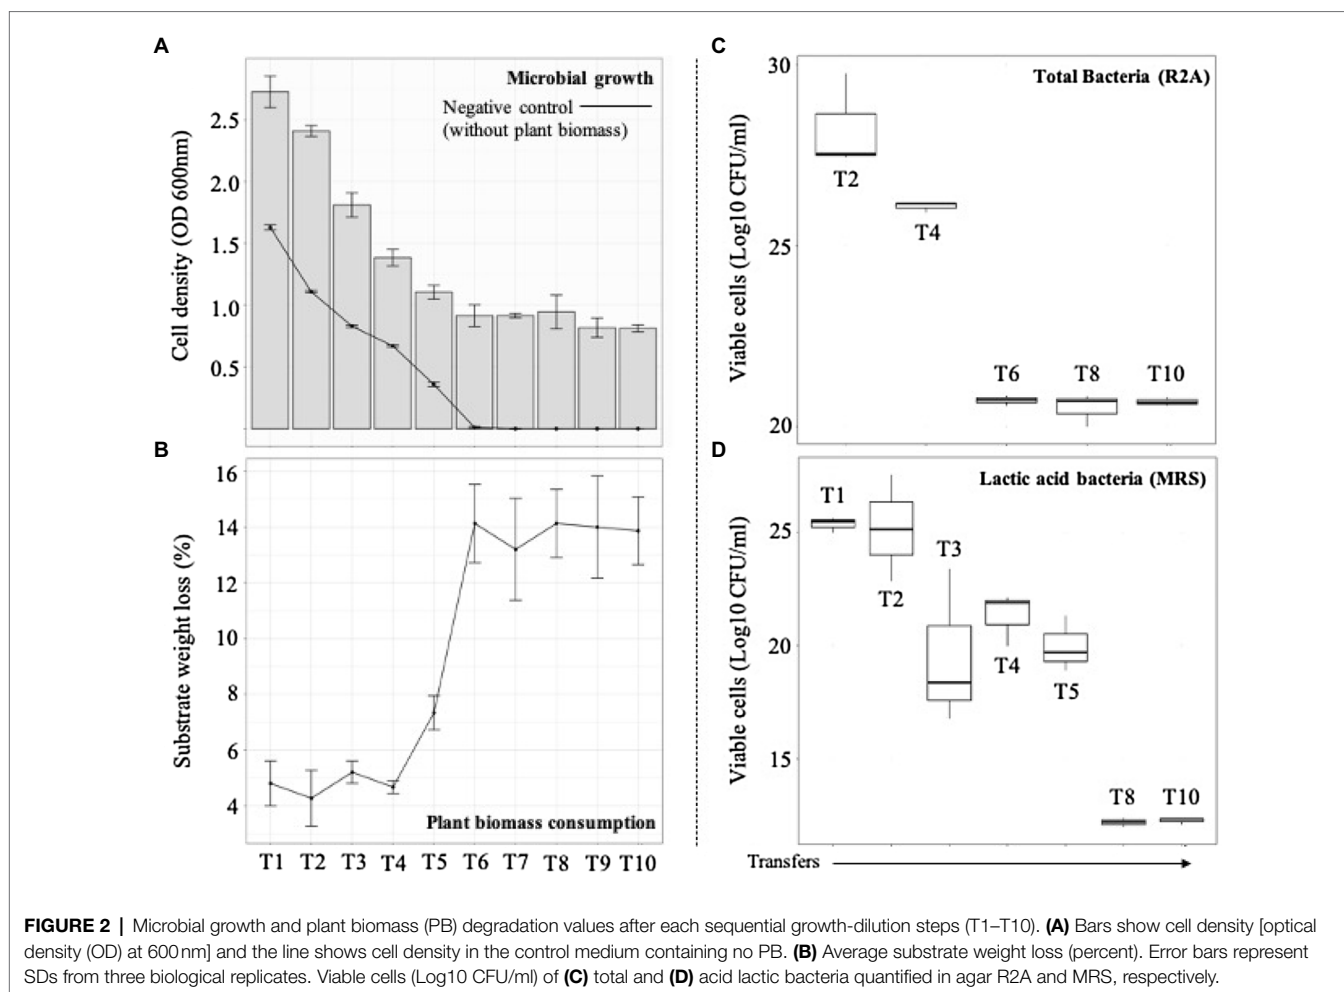 A
Microbial growth
Negative control
(without plant biomass)
Cell density (OD 600nm)
2.5
2.0
1.5
1.0
0.5
B
Substrate weight loss (%)
16
14
12
10
8
6
4
Plant biomass consumption
T1 T2 T3 T4 T5 T6 T7 T8 T9 T10
C
Total Bacteria (R2A)
Viable cells (Log10 CFU/ml)
30
25
20
T2
T4
T6 T8 T10
D
Lactic acid bacteria (MRS)
Viable cells (Log10 CFU/ml)
25
20
15
T1
T2
T3
T4
T5
T8 T10
Transfers
FIGURE 2 | Microbial growth and plant biomass (PB) degradation values after each sequential growth-dilution steps (T1–T10). (A) Bars show cell density [optical
density (OD) at 600 nm] and the line shows cell density in the control medium containing no PB. (B) Average substrate weight loss (percent). Error bars represent
SDs from three biological replicates. Viable cells (Log10 CFU/ml) of (C) total and (D) acid lactic bacteria quantified in agar R2A and MRS, respectively.